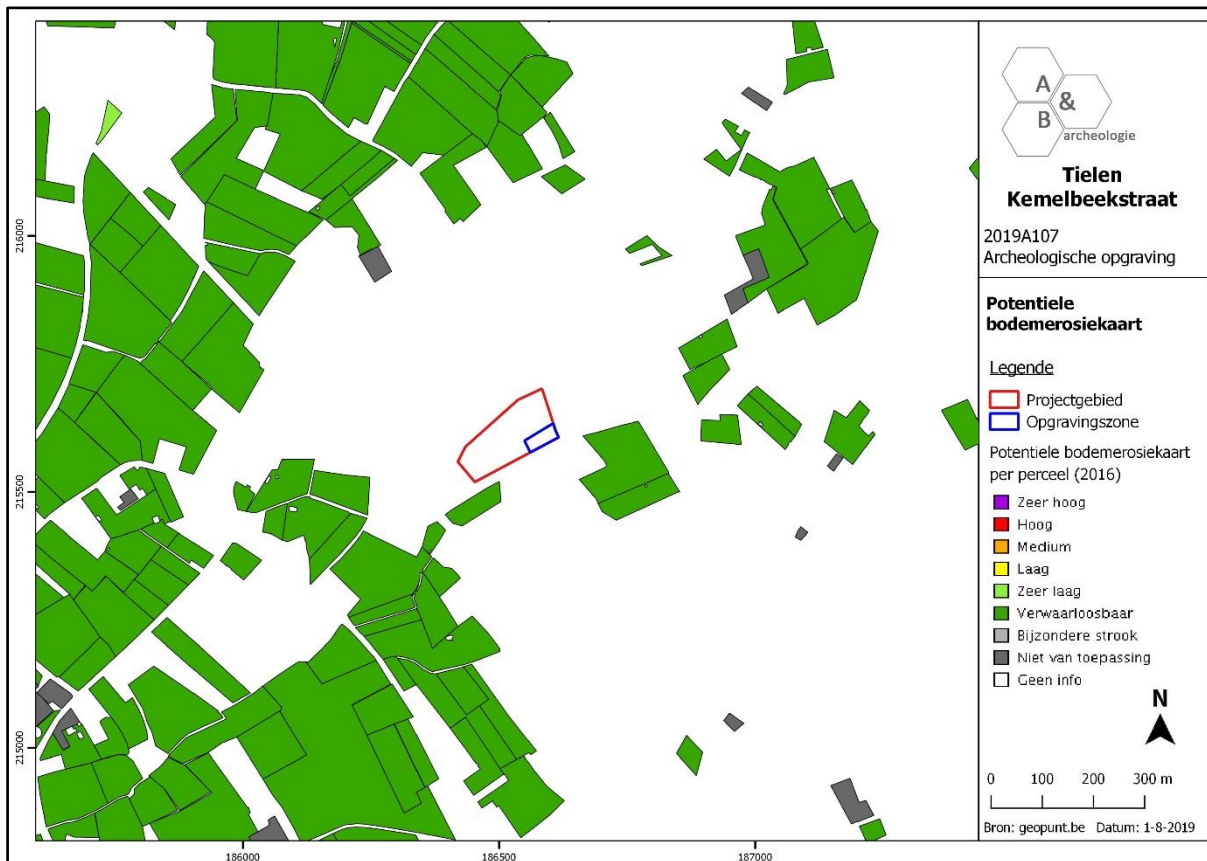 A
&
B
archeologie
Tielen
Kemelbeekstraat
2019A107
Archeologische opgraving
Potentiele
bodemerosiekaart
Legende
Projectgebied
Opgravingszone
Potentiele bodemerosiekaart
per perceel (2016)
Zeer hoog
Hoog
Medium
Laag
Zeer laag
Verwaarloosbaar
Bijzondere strook
Niet van toepassing
Geen info
N
0 100 200 300 m
Bron: geopunt.be Datum: 1-8-2019
216000
215500
215000
186000 186500 187000